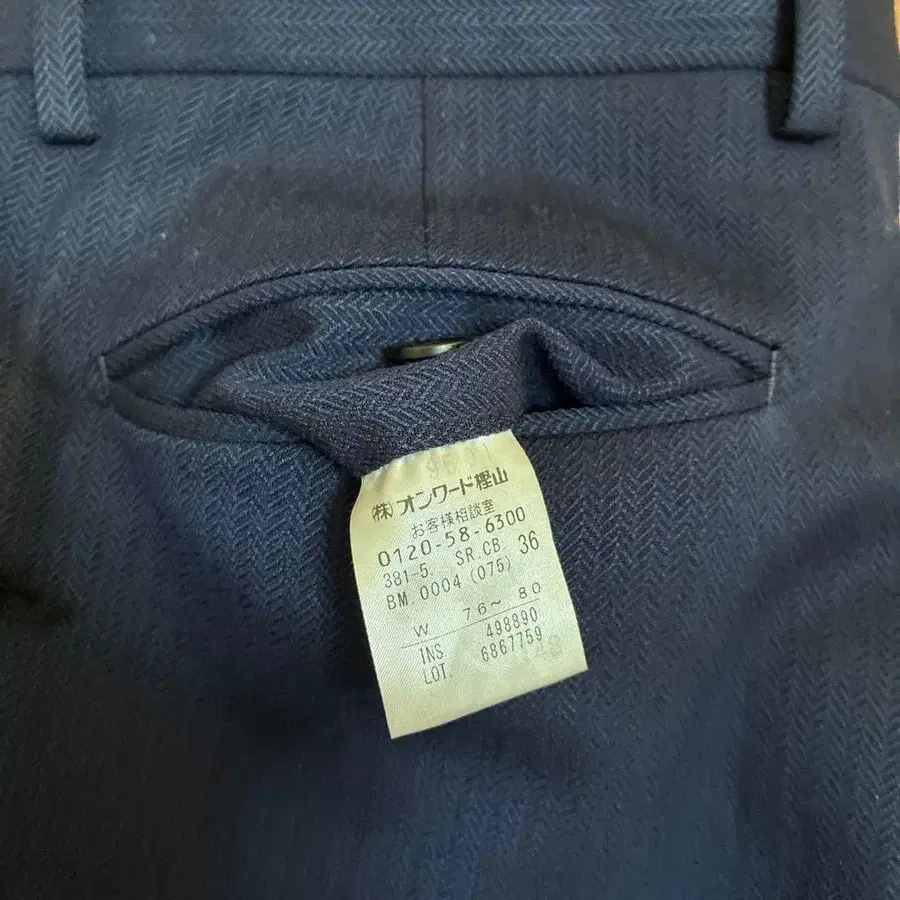 (株)オンワード樫山
お客様相談室
0120-58-6300
381-5. SR.CB. 36
BM.0004 (075)
W 76～ 80
INS 498890
LOT. 6867759